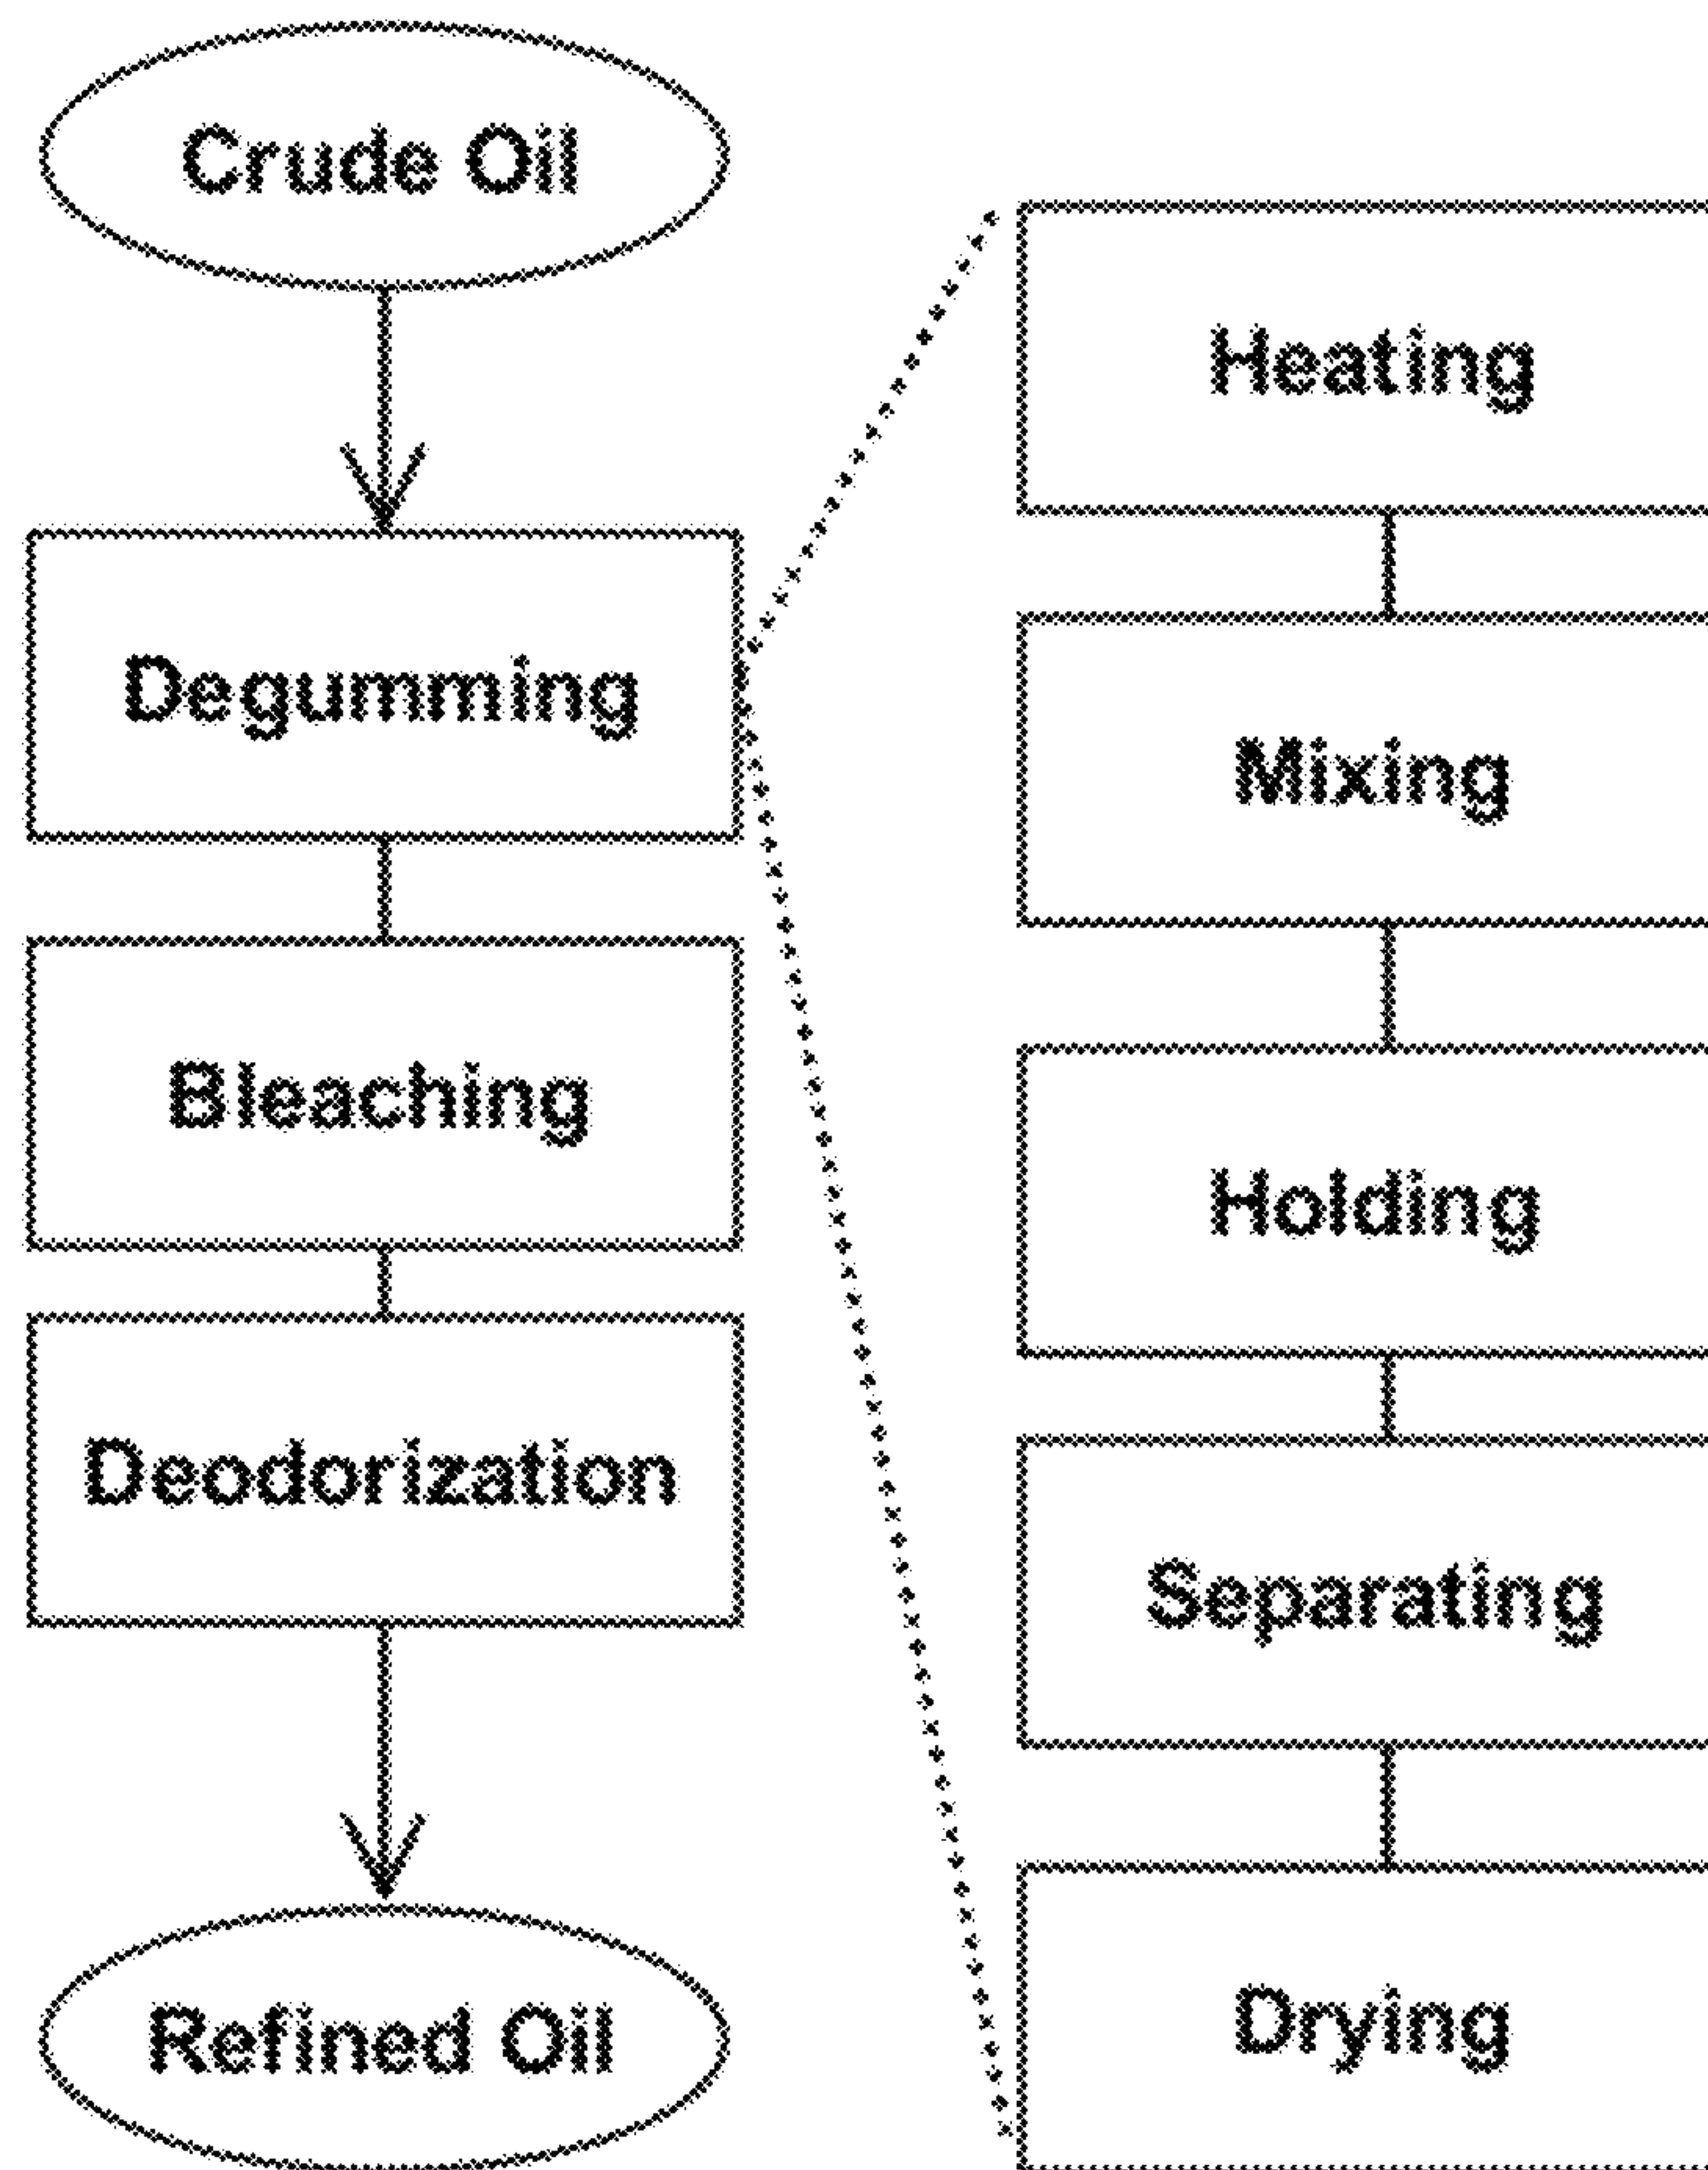 Crude Oil
Degumming
Bleaching
Deodorization
Refined Oil
Heating
Mixing
Holding
Separating
Drying